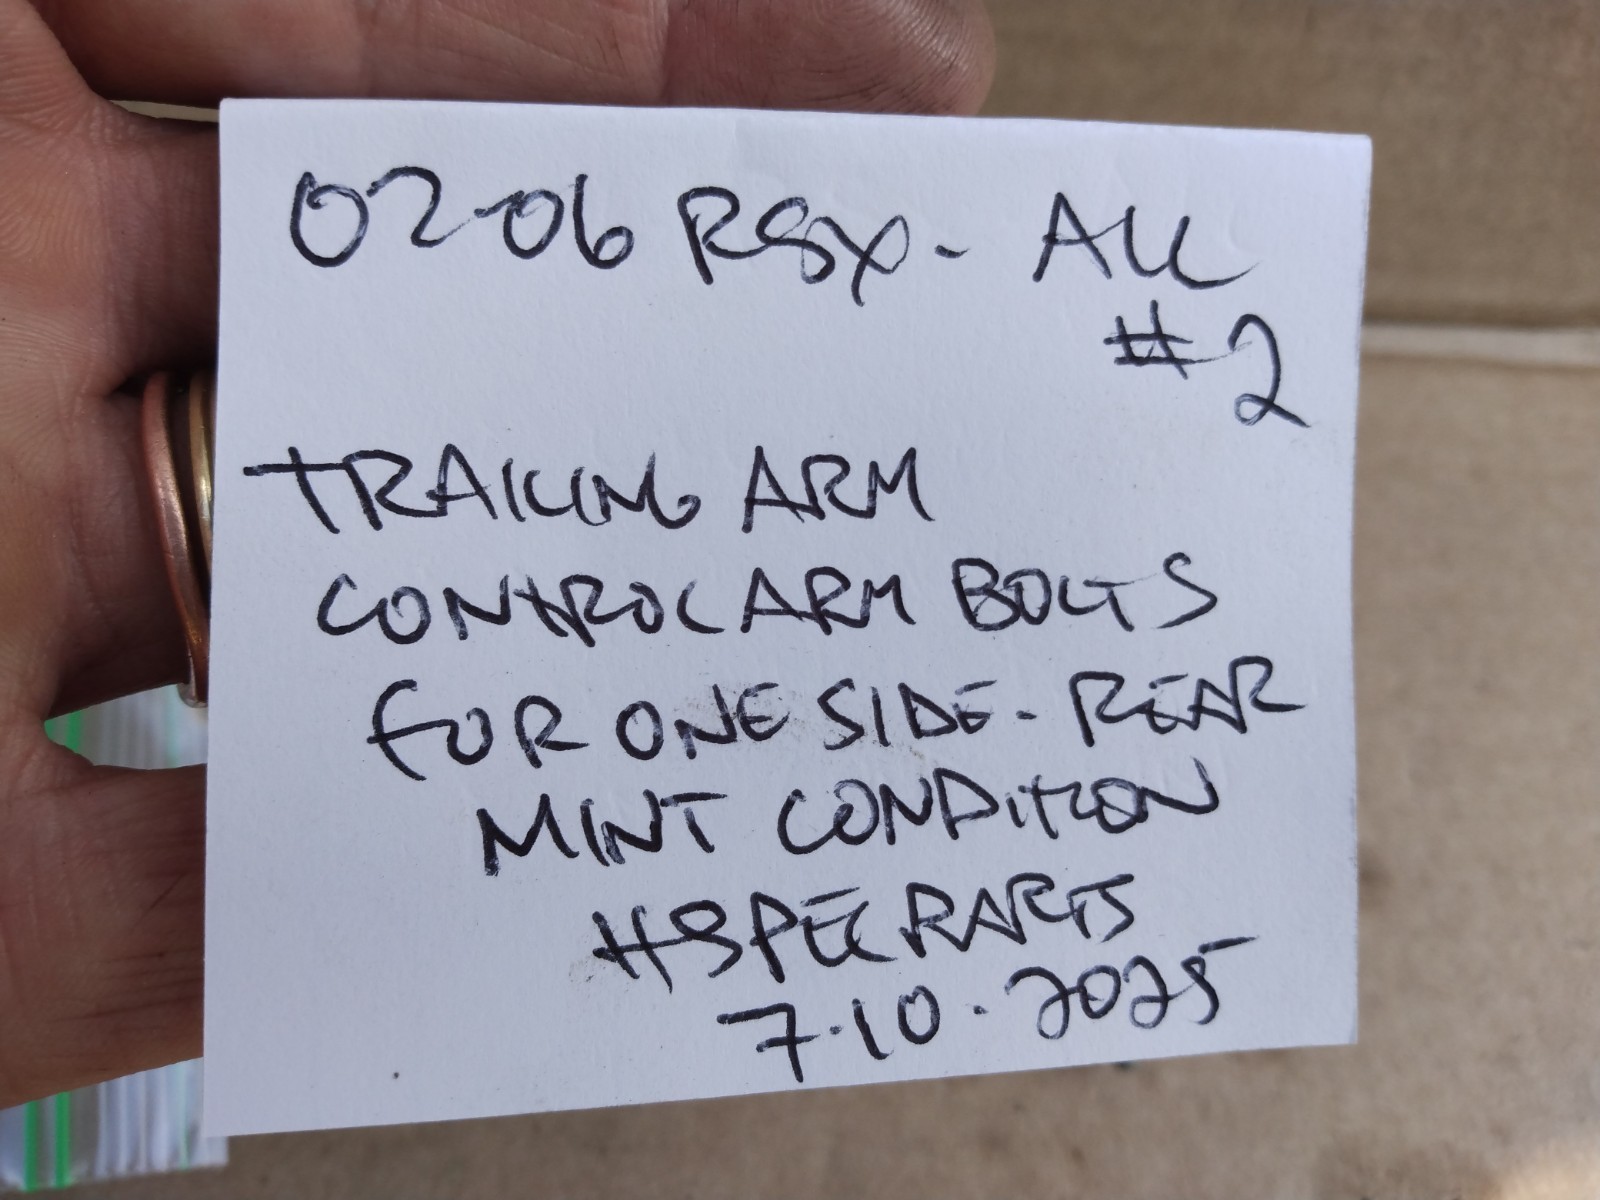 02-06 RSX - ALL
#2
TRAILING ARM
CONTROL ARM BOLTS
FOR ONE SIDE - REAR
MINT CONDITION
HSPECPARTS
7.10.2025